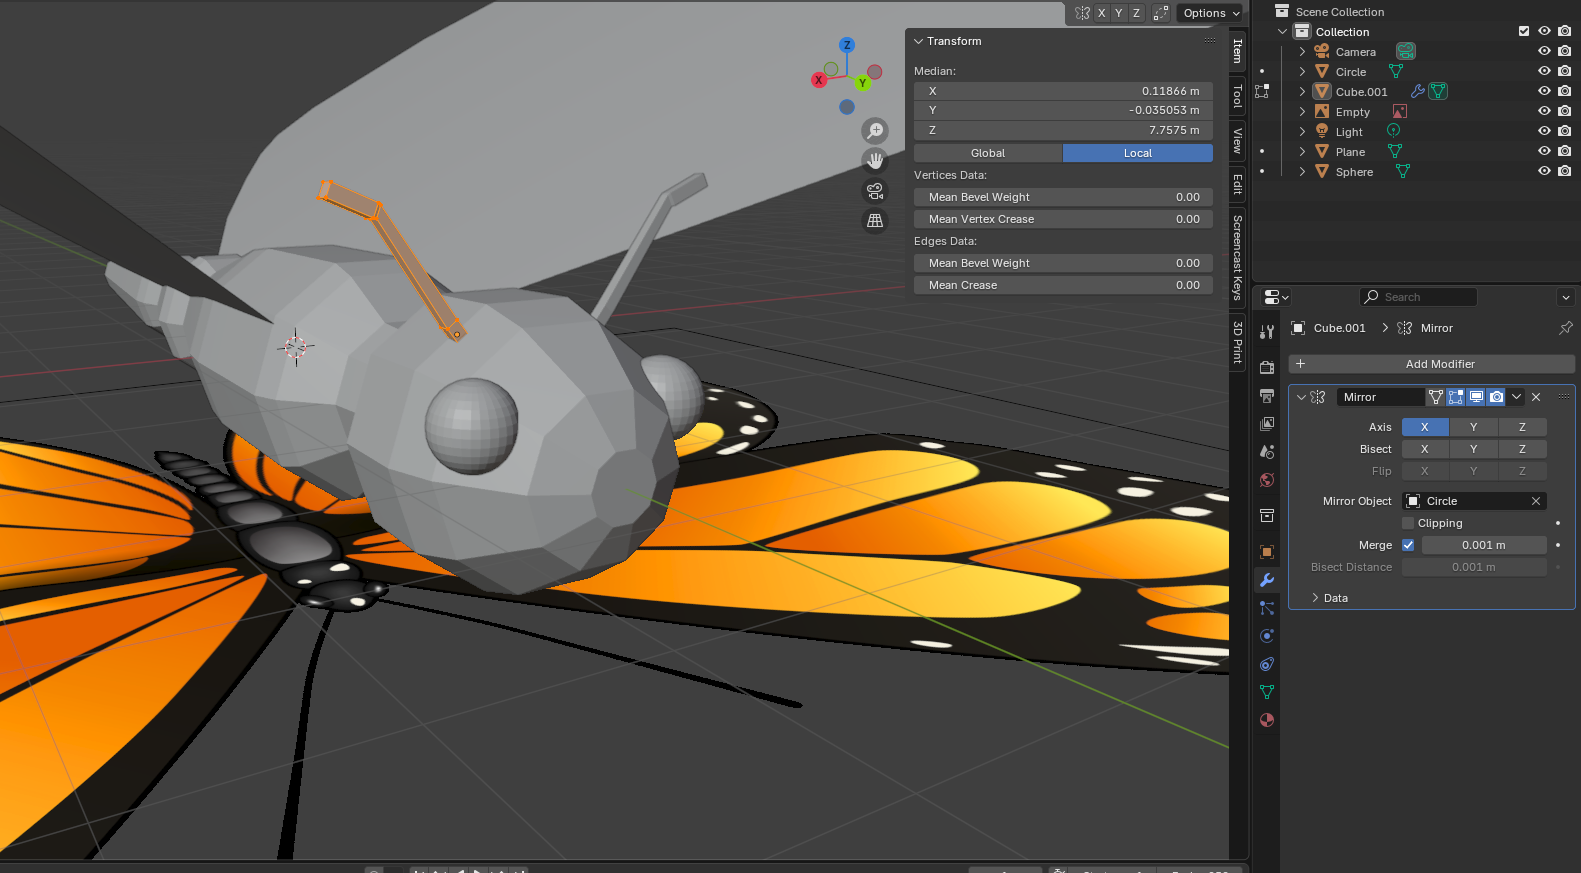 X Y Z Options
Scene Collection
Collection
Camera
Circle
Cube.001
Empty
Light
Plane
Sphere
Z
X
Y
Transform
Median:
X 0.11866 m
Y -0.035053 m
Z 7.7575 m
Global Local
Vertices Data:
Mean Bevel Weight 0.00
Mean Vertex Crease 0.00
Edges Data:
Mean Bevel Weight 0.00
Mean Crease 0.00
Item
Tool
View
Edit
Screencast Keys
3D Print
Search
Cube.001 Mirror
+ Add Modifier
Mirror
Axis X Y Z
Bisect X Y Z
Flip X Y Z
Mirror Object Circle
Clipping
Merge 0.001 m
Bisect Distance 0.001 m
Data